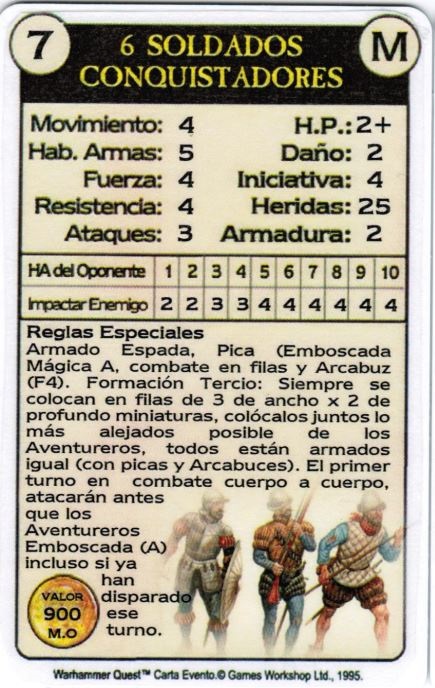 7
6 SOLDADOS
CONQUISTADORES
M
Movimiento: 4 H.P.: 2+
Hab. Armas: 5 Daño: 2
Fuerza: 4 Iniciativa: 4
Resistencia: 4 Heridas: 25
Ataques: 3 Armadura: 2
HA del Oponente 1 2 3 4 5 6 7 8 9 10
Impactar Enemigo 2 2 3 3 4 4 4 4 4 4
Reglas Especiales
Armado Espada, Pica (Emboscada
Mágica A, combate en filas y Arcabuz
(F4). Formación Tercio: Siempre se
colocan en filas de 3 de ancho x 2 de
profundo miniaturas, colócalos juntos lo
más alejados posible de los
Aventureros, todos están armados
igual (con picas y Arcabuces). El primer
turno en combate cuerpo a cuerpo,
atacarán antes
que los
Aventureros
Emboscada (A)
incluso si ya
han
disparado
ese
turno.
VALOR
900
M.O
Warhammer Quest™ Carta Evento.© Games Workshop Ltd., 1995.